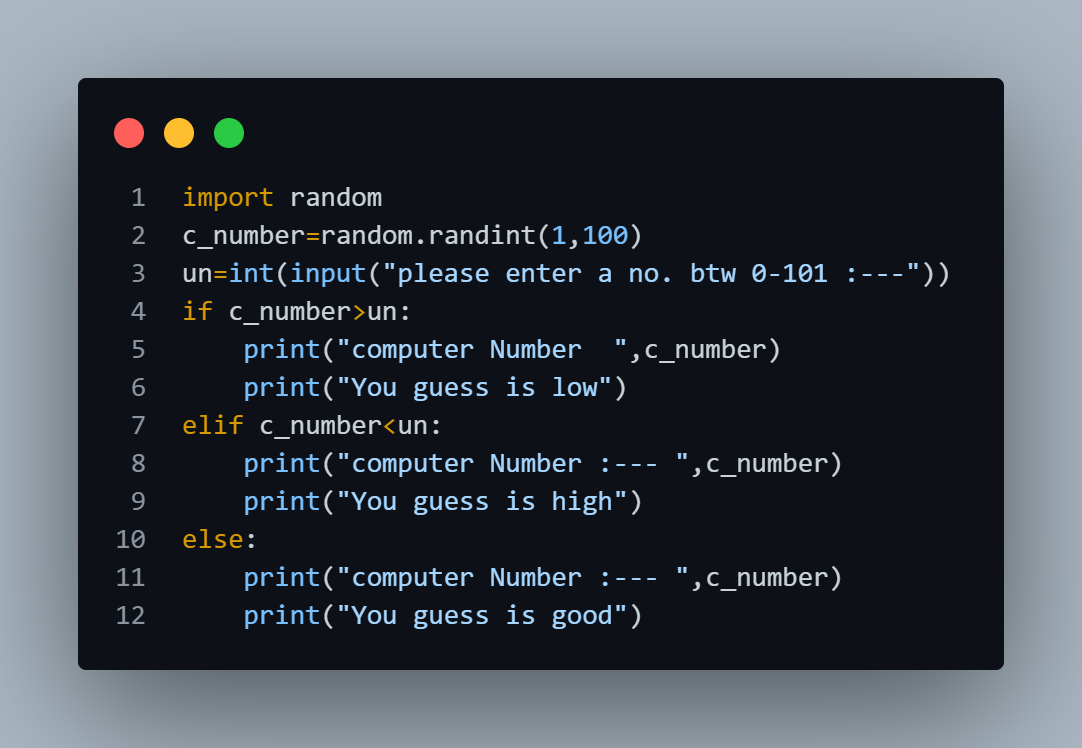 1 import random
2 c_number=random.randint(1,100)
3 un=int(input("please enter a no. btw 0-101 :---"))
4 if c_number>un:
5     print("computer Number  ",c_number)
6     print("You guess is low")
7 elif c_number<un:
8     print("computer Number :--- ",c_number)
9     print("You guess is high")
10 else:
11     print("computer Number :--- ",c_number)
12     print("You guess is good")